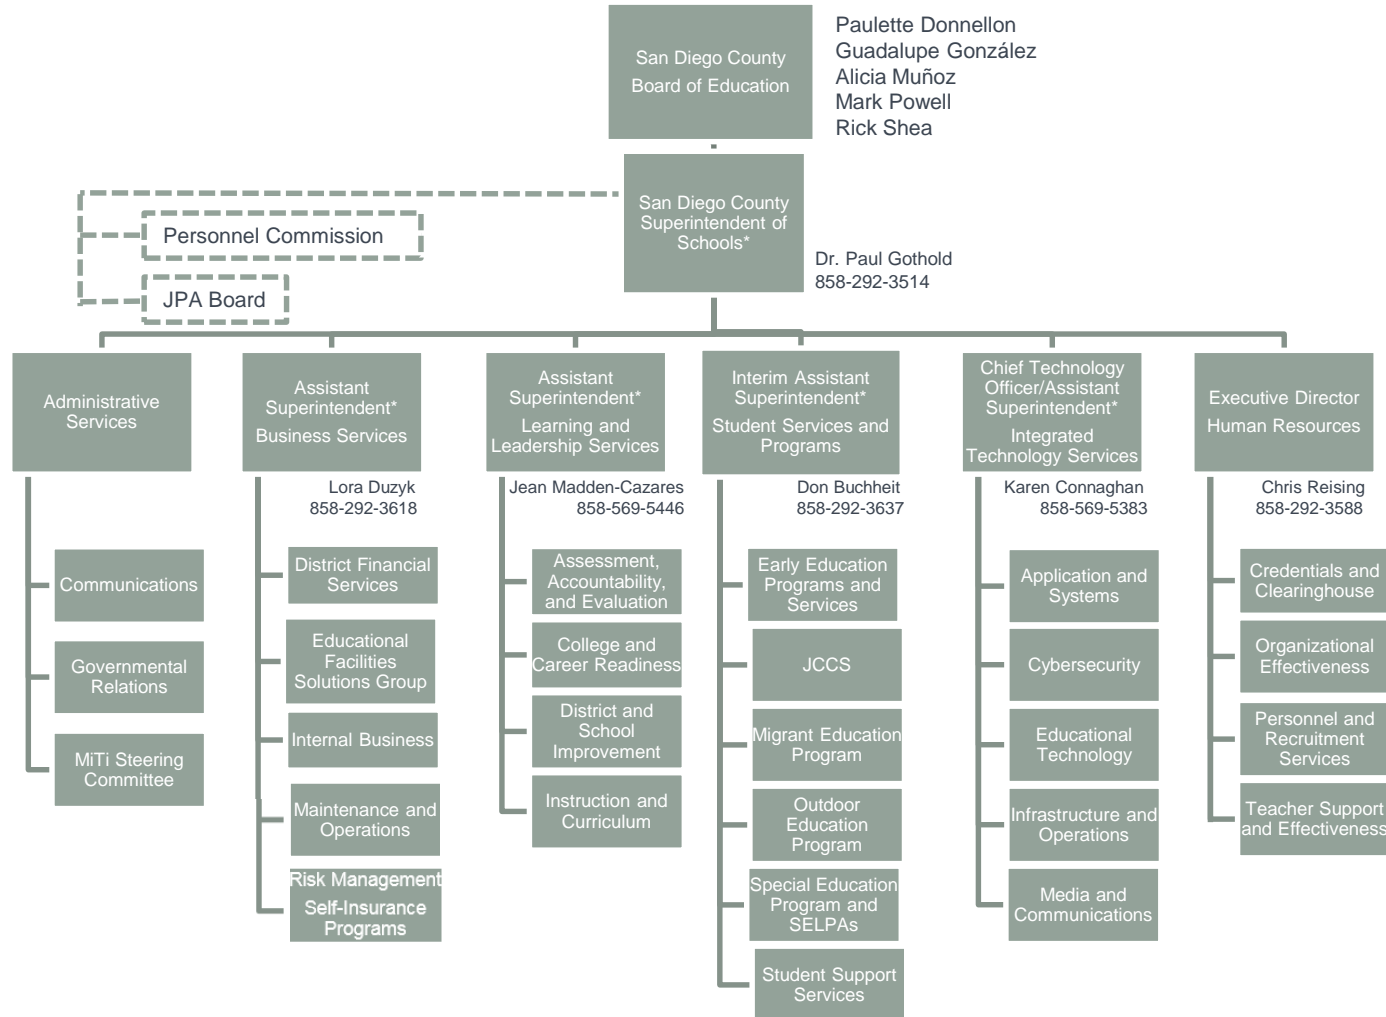 San Diego County
Board of Education
Paulette Donnellon
Guadalupe González
Alicia Muñoz
Mark Powell
Rick Shea
San Diego County
Superintendent of
Schools*
Dr. Paul Gothold
858-292-3514
Personnel Commission
JPA Board
Administrative
Services
Communications
Governmental
Relations
MiTi Steering
Committee
Assistant
Superintendent*
Business Services
Lora Duzyk
858-292-3618
District Financial
Services
Educational
Facilities
Solutions Group
Internal Business
Maintenance and
Operations
Risk Management
Self-Insurance
Programs
Assistant
Superintendent*
Learning and
Leadership Services
Jean Madden-Cazares
858-569-5446
Assessment,
Accountability,
and Evaluation
College and
Career Readiness
District and
School
Improvement
Instruction and
Curriculum
Interim Assistant
Superintendent*
Student Services and
Programs
Don Buchheit
858-292-3637
Early Education
Programs and
Services
JCCS
Migrant Education
Program
Outdoor
Education
Program
Special Education
Program and
SELPAs
Student Support
Services
Chief Technology
Officer/Assistant
Superintendent*
Integrated
Technology Services
Karen Connaghan
858-569-5383
Application and
Systems
Cybersecurity
Educational
Technology
Infrastructure and
Operations
Media and
Communications
Executive Director
Human Resources
Chris Reising
858-292-3588
Credentials and
Clearinghouse
Organizational
Effectiveness
Personnel and
Recruitment
Services
Teacher Support
and Effectiveness